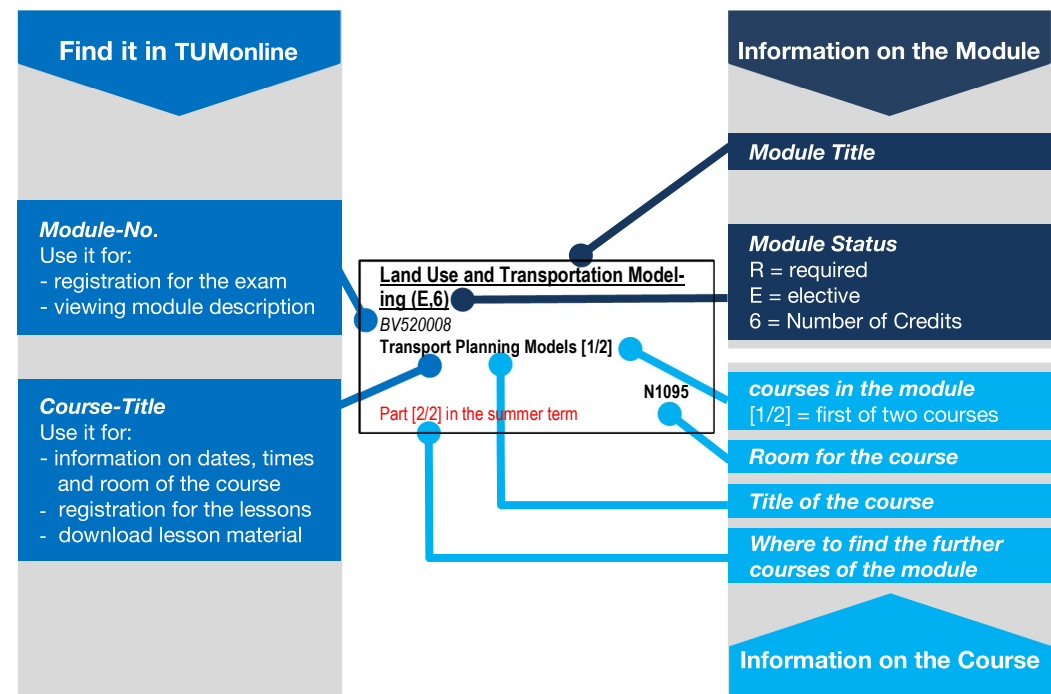 Find it in TUMonline
Module-No.
Use it for:
- registration for the exam
- viewing module description
Course-Title
Use it for:
- information on dates, times
and room of the course
- registration for the lessons
- download lesson material
Land Use and Transportation Model-
ing (E,6)
BV520008
Transport Planning Models [1/2]
N1095
Part [2/2] in the summer term
Information on the Module
Module Title
Module Status
R = required
E = elective
6 = Number of Credits
courses in the module
[1/2] = first of two courses
Room for the course
Title of the course
Where to find the further
courses of the module
Information on the Course